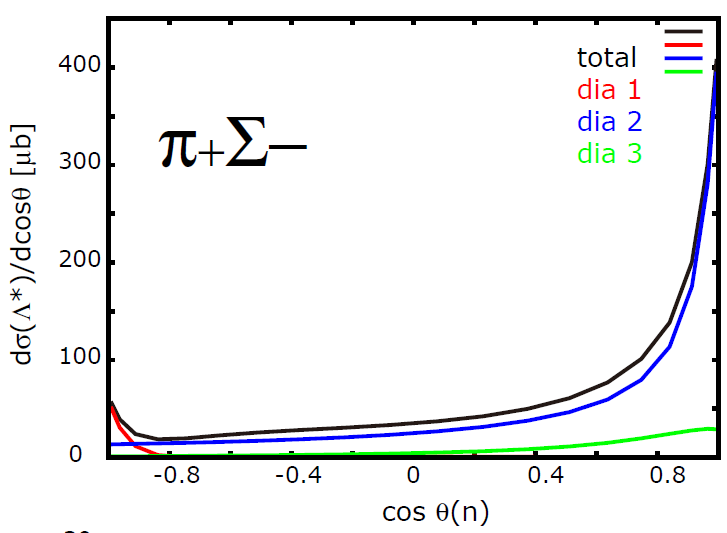 400
300
200
100
0
dσ(Λ*)/dcosθ [μb]
π+Σ−
total
dia 1
dia 2
dia 3
-0.8 -0.4 0 0.4 0.8
cos θ(n)